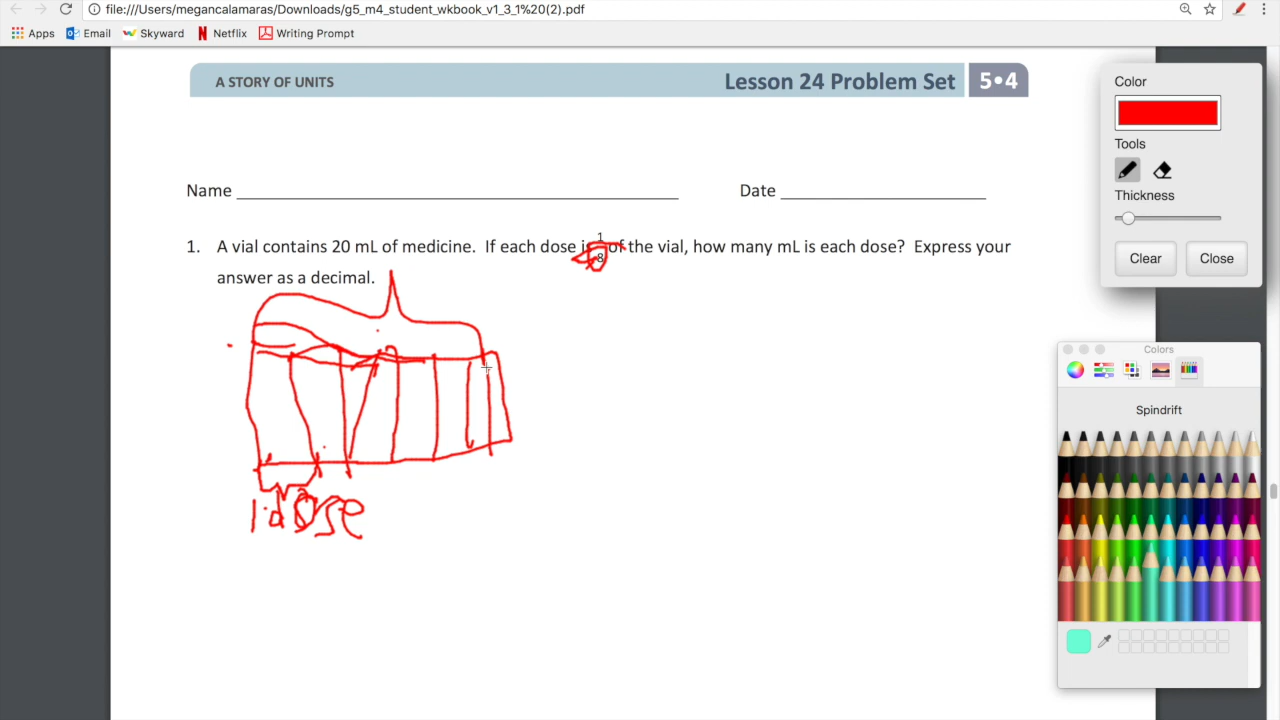 file:///Users/megancalamaras/Downloads/g5_m4_student_wkbook_v1_3_1%20(2).pdf
Apps Email Skyward Netflix Writing Prompt
A STORY OF UNITS
Lesson 24 Problem Set 5•4
Name Date
1. A vial contains 20 mL of medicine. If each dose is 1/8 of the vial, how many mL is each dose? Express your
answer as a decimal.
1 dose
Color
Tools
Thickness
Clear Close
Colors
Spindrift